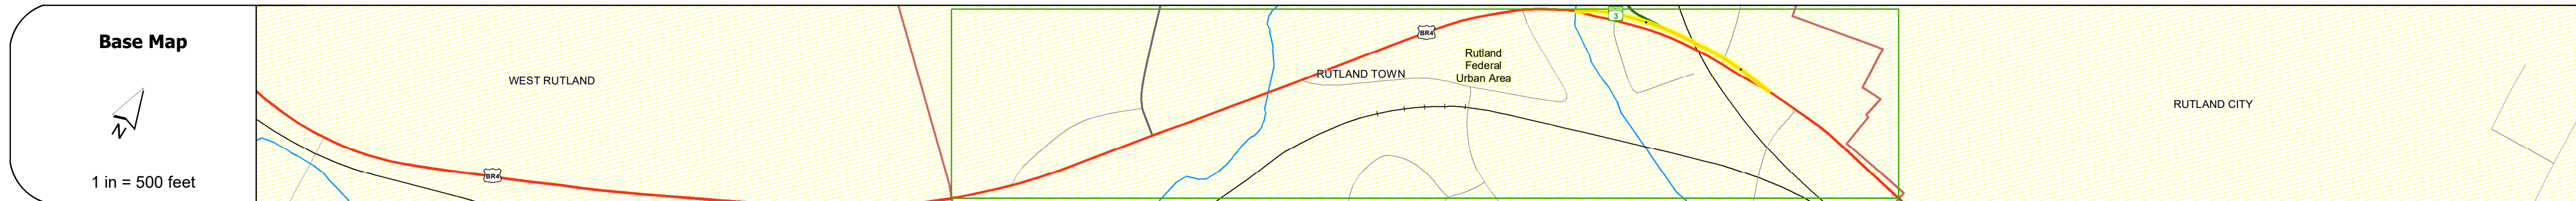 Base Map
N
1 in = 500 feet
WEST RUTLAND
BR4
BR4
RUTLAND TOWN
Rutland
Federal
Urban Area
3
RUTLAND CITY